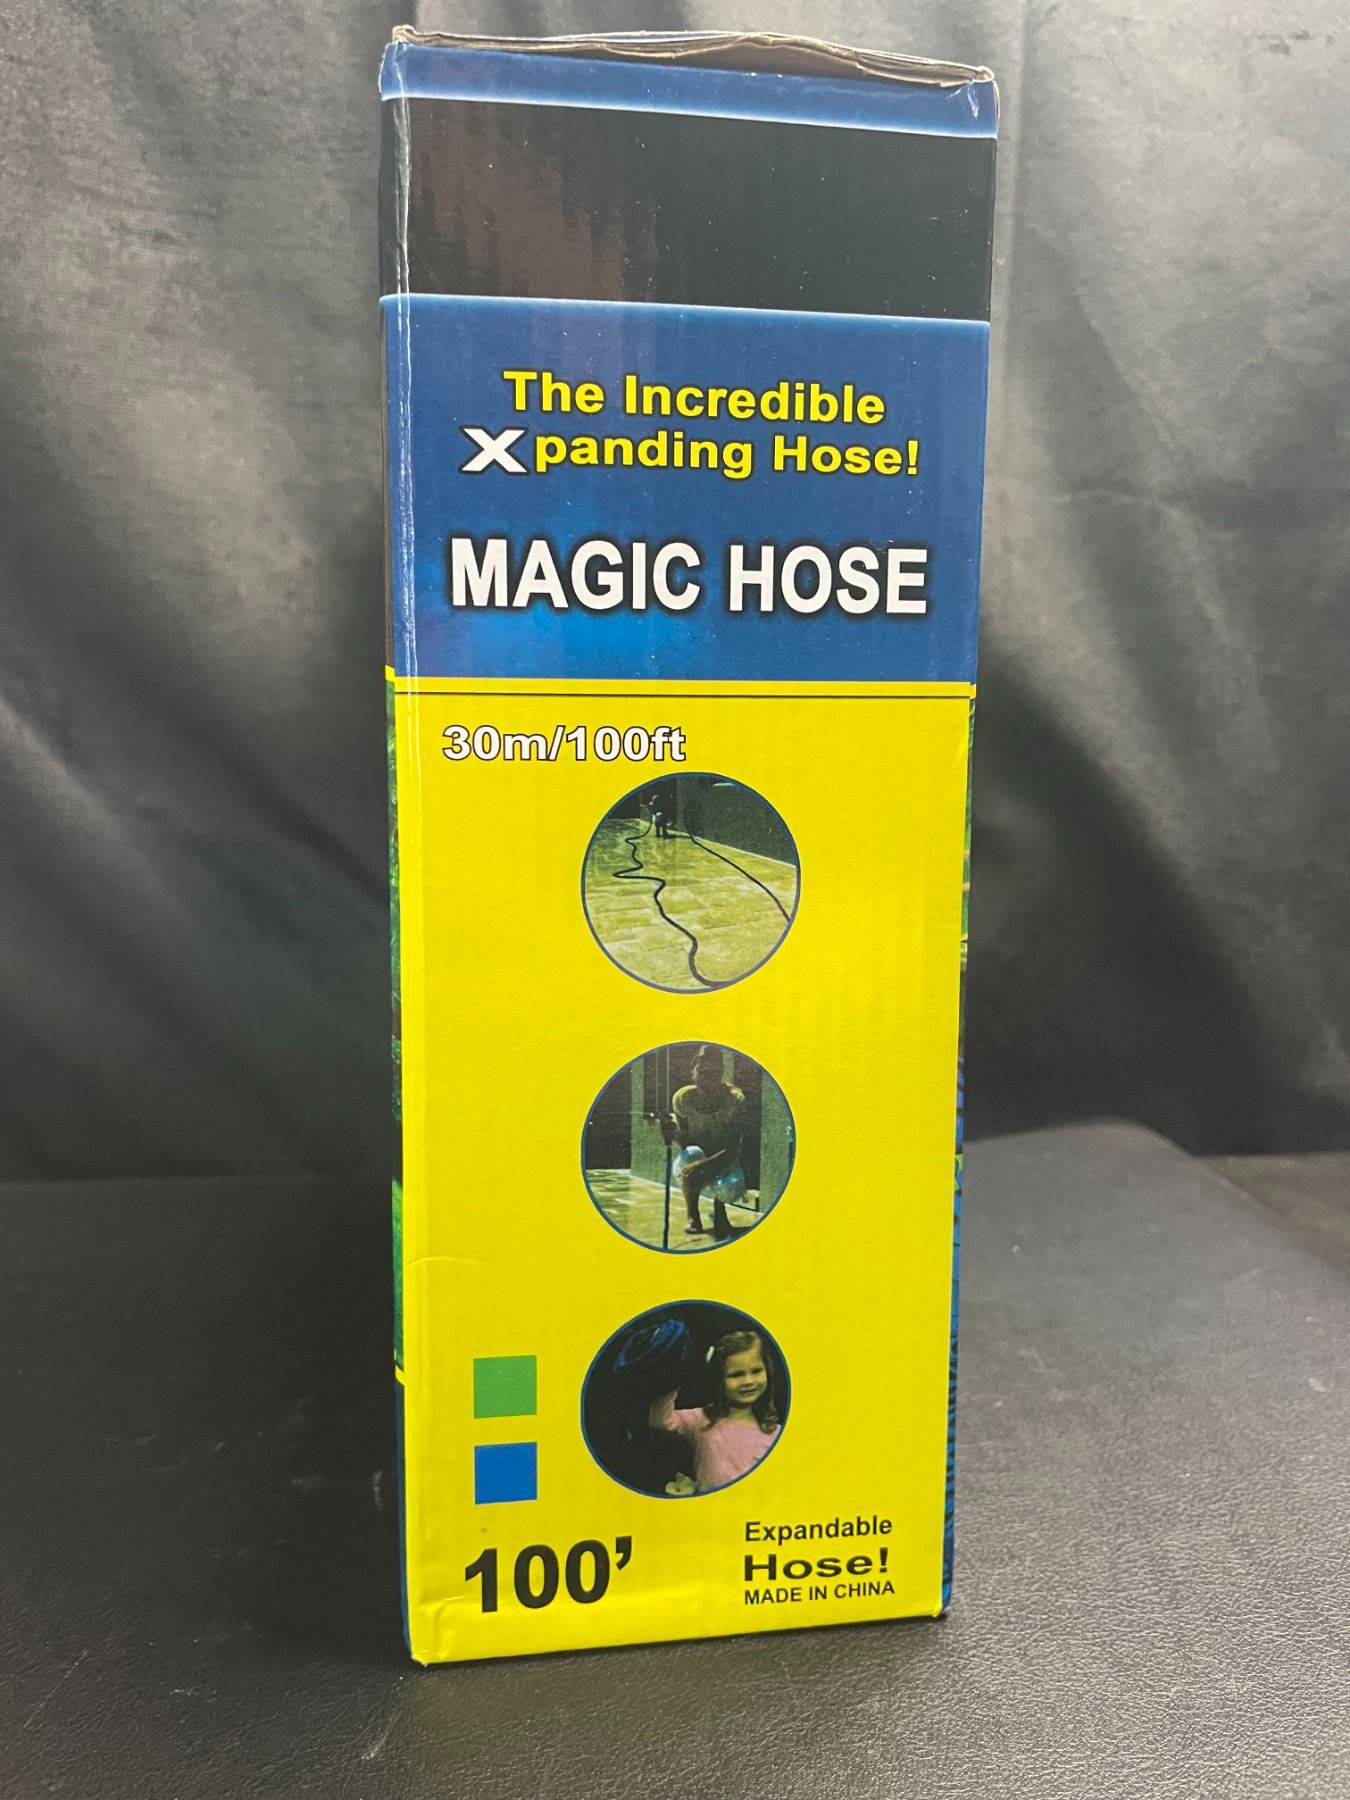 The Incredible
Xpanding Hose!
MAGIC HOSE
30m/100ft
100’
Expandable
Hose!
MADE IN CHINA